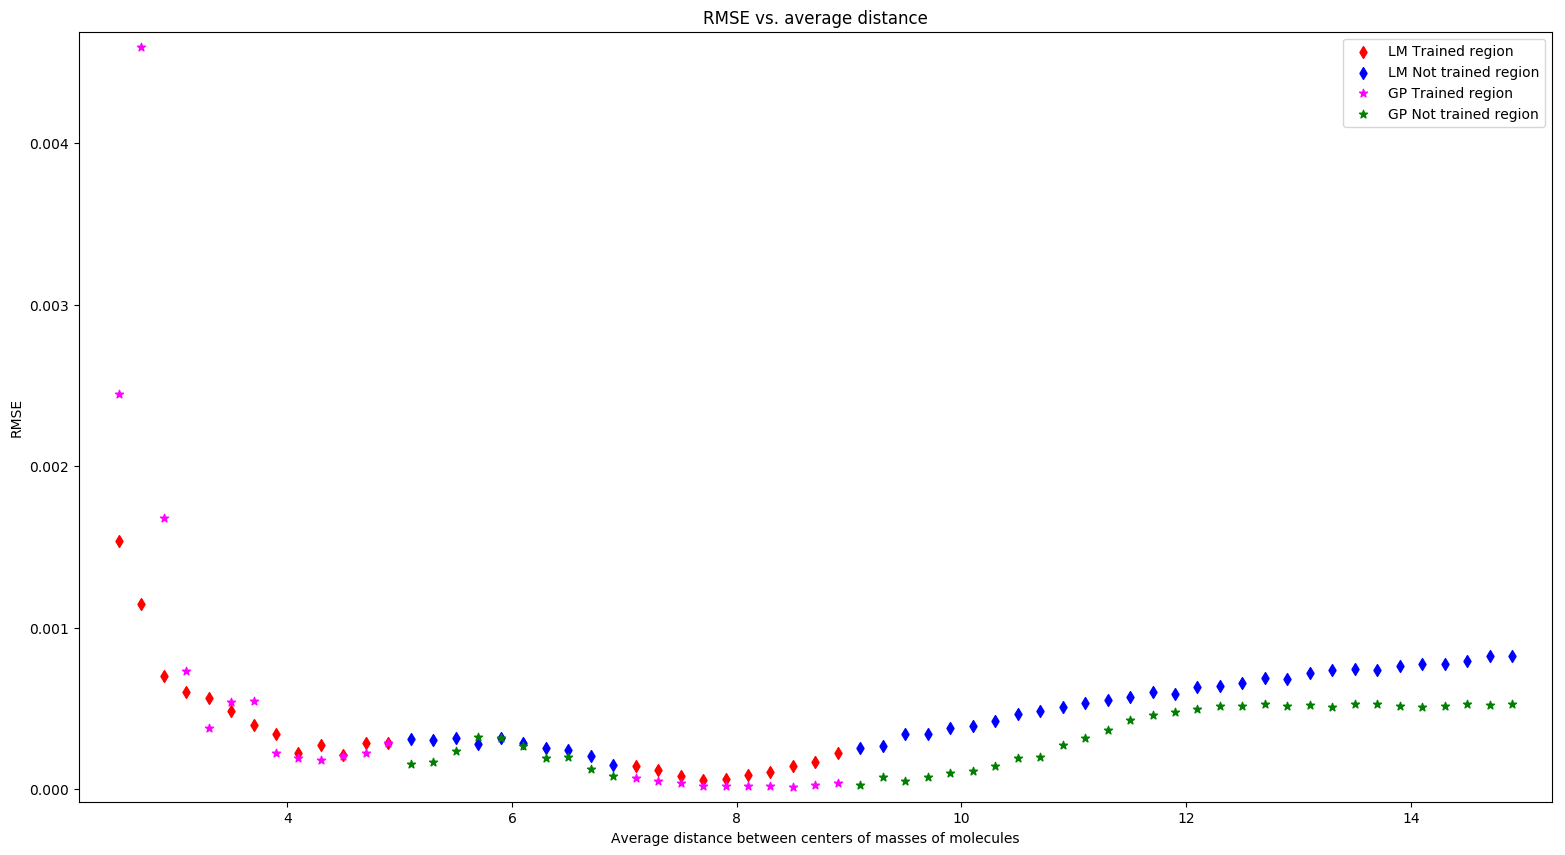 RMSE vs. average distance
LM Trained region
LM Not trained region
GP Trained region
GP Not trained region
0.004
0.003
0.002
0.001
0.000
RMSE
4
6
8
10
12
14
Average distance between centers of masses of molecules